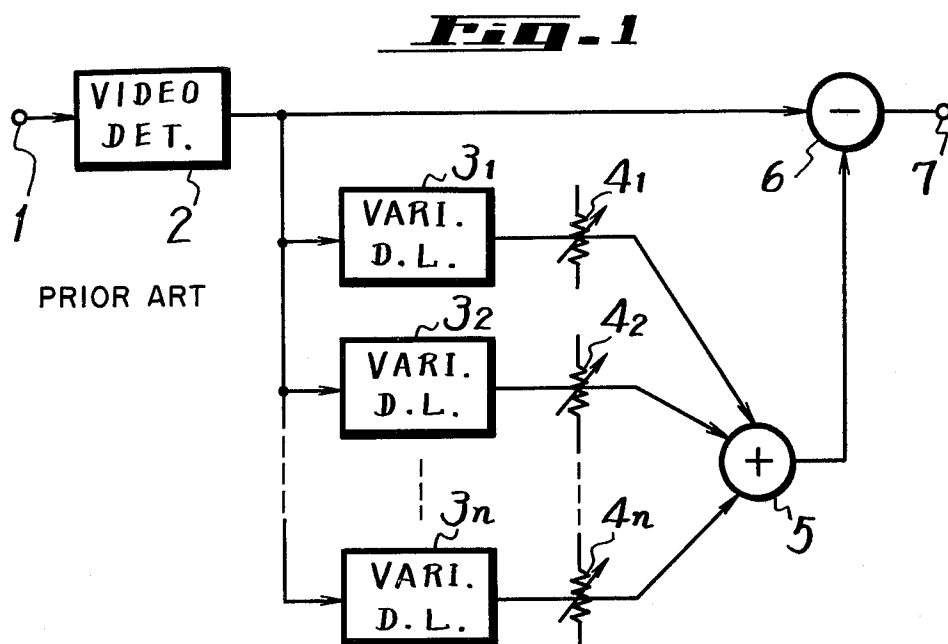 Fig. 1
VIDEO
DET.
1
2
6
7
3₁
4₁
VARI.
D.L.
PRIOR ART
3₂
4₂
VARI.
D.L.
5
3n
4n
VARI.
D.L.